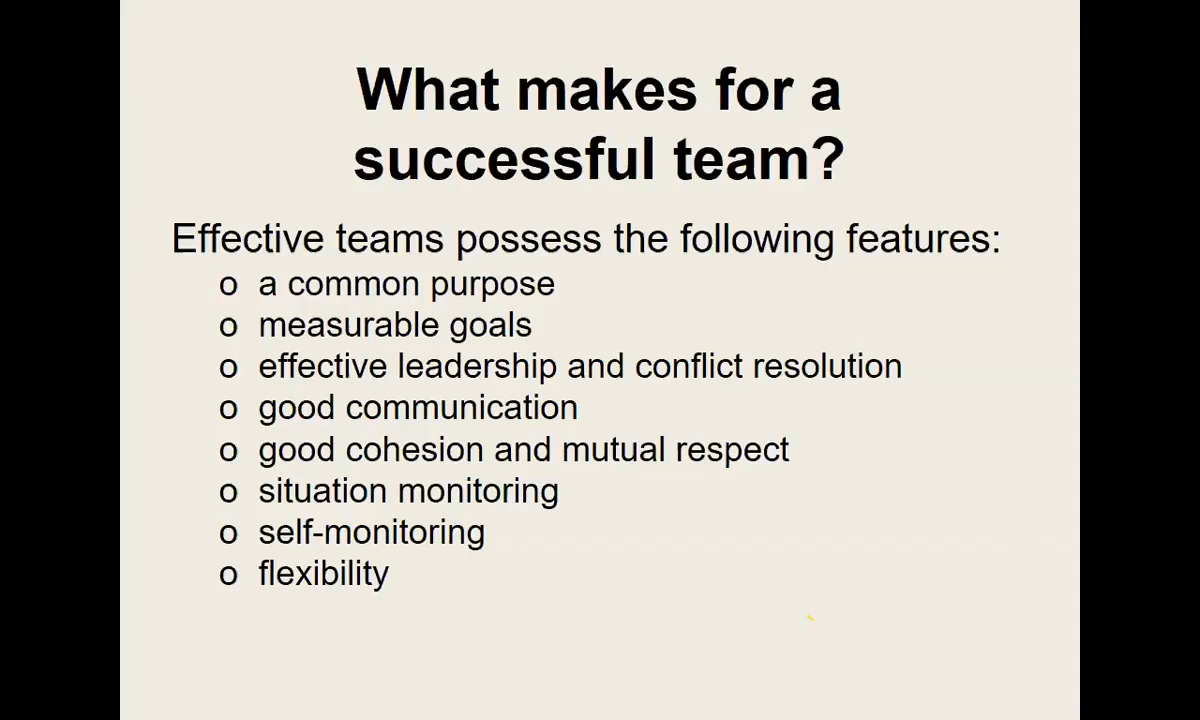 What makes for a
successful team?
Effective teams possess the following features:
o a common purpose
o measurable goals
o effective leadership and conflict resolution
o good communication
o good cohesion and mutual respect
o situation monitoring
o self-monitoring
o flexibility